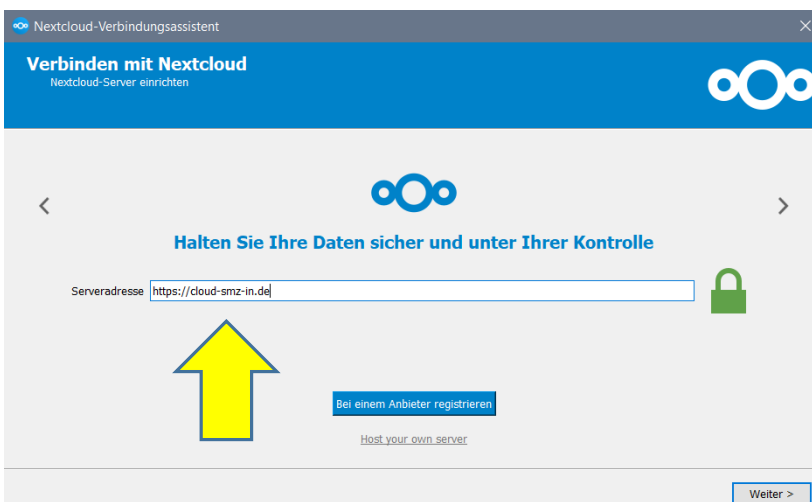 Nextcloud-Verbindungsassistent
Verbinden mit Nextcloud
Nextcloud-Server einrichten
Halten Sie Ihre Daten sicher und unter Ihrer Kontrolle
Serveradresse https://cloud-smz-in.de
Bei einem Anbieter registrieren
Host your own server
Weiter >